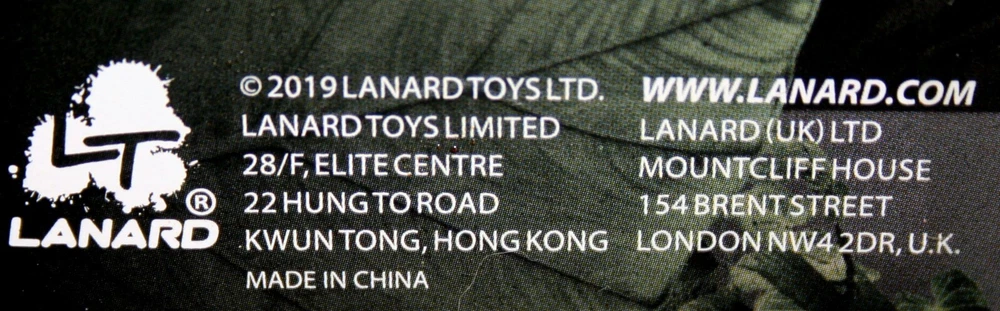 LT
LANARD®
© 2019 LANARD TOYS LTD.
LANARD TOYS LIMITED
28/F, ELITE CENTRE
22 HUNG TO ROAD
KWUN TONG, HONG KONG
MADE IN CHINA
WWW.LANARD.COM
LANARD (UK) LTD
MOUNTCLIFF HOUSE
154 BRENT STREET
LONDON NW4 2DR, U.K.